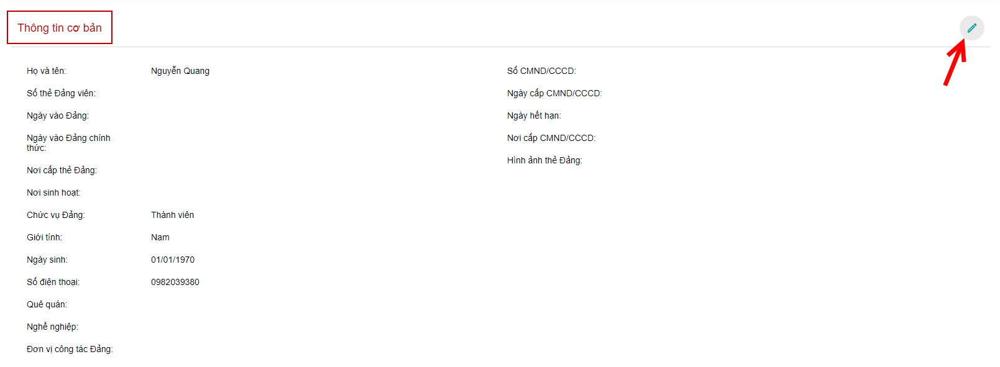 Thông tin cơ bản
Họ và tên: Nguyễn Quang
Số thẻ Đảng viên:
Ngày vào Đảng:
Ngày vào Đảng chính
thức:
Nơi cấp thẻ Đảng:
Nơi sinh hoạt:
Chức vụ Đảng: Thành viên
Giới tính: Nam
Ngày sinh: 01/01/1970
Số điện thoại: 0982039380
Quê quán:
Nghề nghiệp:
Đơn vị công tác Đảng:
Số CMND/CCCD:
Ngày cấp CMND/CCCD:
Ngày hết hạn:
Nơi cấp CMND/CCCD:
Hình ảnh thẻ Đảng: